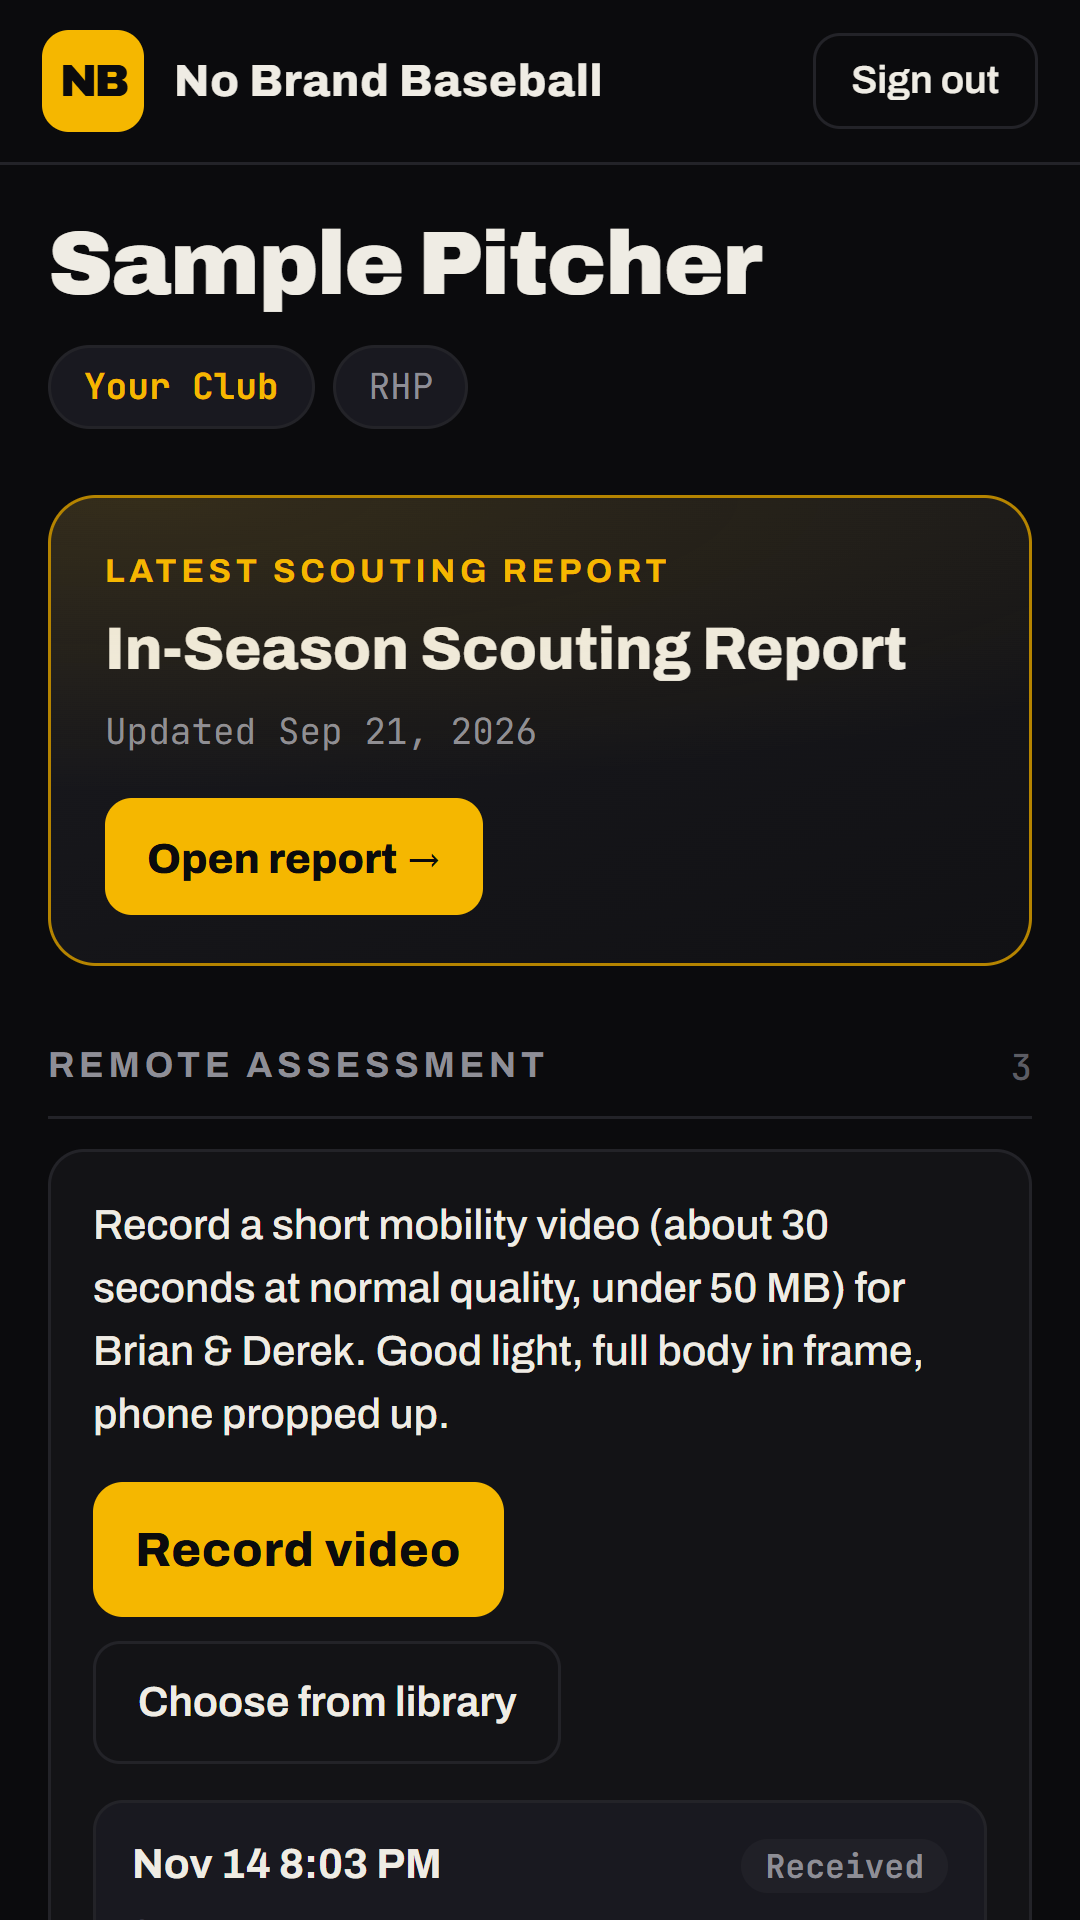 NB
No Brand Baseball
Sign out
Sample Pitcher
Your Club
RHP
LATEST SCOUTING REPORT
In-Season Scouting Report
Updated Sep 21, 2026
Open report →
REMOTE ASSESSMENT
3
Record a short mobility video (about 30
seconds at normal quality, under 50 MB) for
Brian & Derek. Good light, full body in frame,
phone propped up.
Record video
Choose from library
Nov 14 8:03 PM
Received